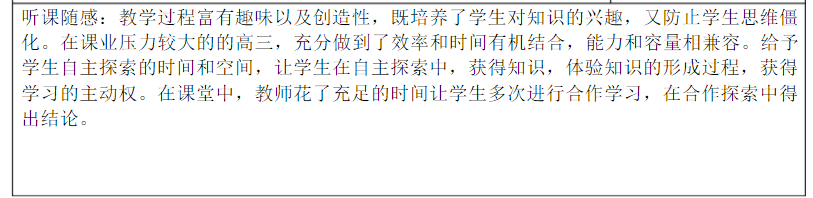 听课随感：教学过程富有趣味以及创造性，既培养了学生对知识的兴趣，又防止学生思维僵
化。在课业压力较大的的高三，充分做到了效率和时间有机结合，能力和容量相兼容。给予
学生自主探索的时间和空间，让学生在自主探索中，获得知识，体验知识的形成过程，获得
学习的主动权。在课堂中，教师花了充足的时间让学生多次进行合作学习，在合作探索中得
出结论。